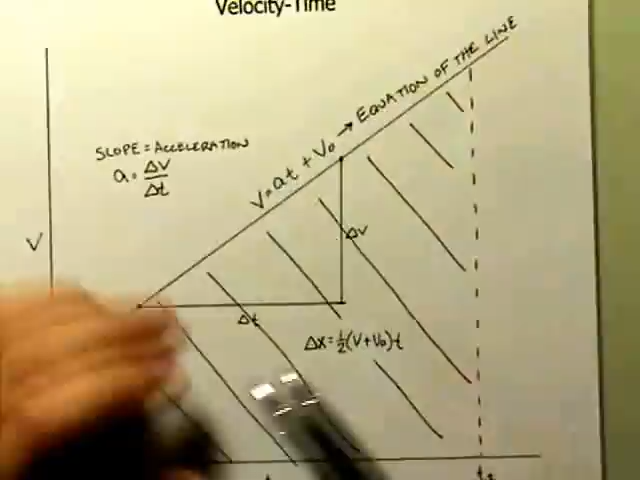 Velocity-Time
V=at + V₀ → EQUATION OF THE LINE
SLOPE = ACCELERATION
a = ΔV
Δt
V
ΔV
Δt
Δx=½(V+V₀)·t